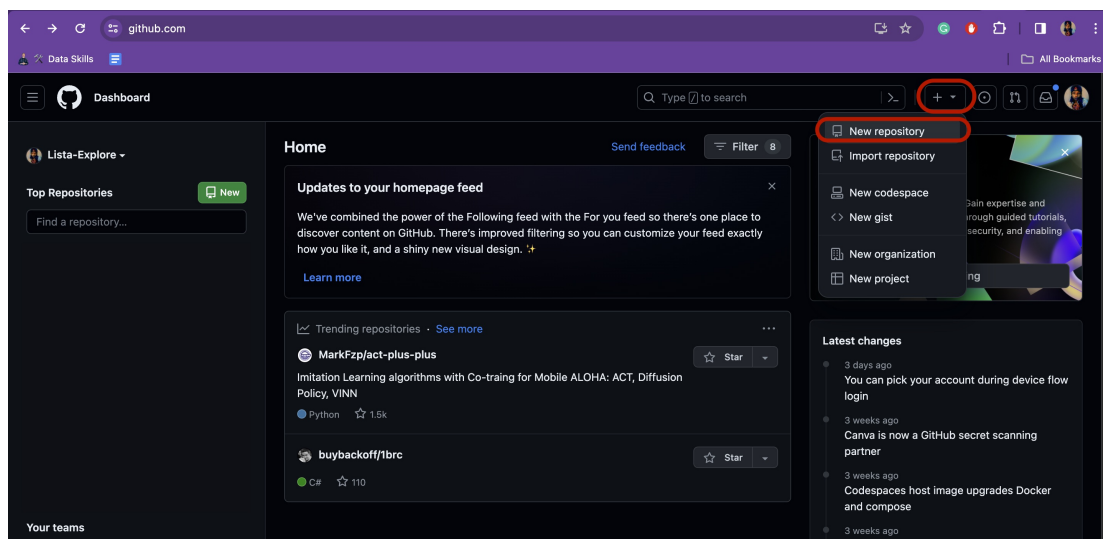 github.com
Data Skills
All Bookmarks
Dashboard
Type / to search
New repository
Import repository
New codespace
New gist
New organization
New project
Lista-Explore
Top Repositories
New
Find a repository...
Your teams
Home
Send feedback
Filter 8
Updates to your homepage feed
We've combined the power of the Following feed with the For you feed so there's one place to
discover content on GitHub. There's improved filtering so you can customize your feed exactly
how you like it, and a shiny new visual design.
Learn more
Trending repositories · See more
MarkFzp/act-plus-plus
Star
Imitation Learning algorithms with Co-traing for Mobile ALOHA: ACT, Diffusion
Policy, VINN
Python 1.5k
buybackoff/1brc
Star
C# 110
Gain expertise and
rough guided tutorials,
security, and enabling
ng
Latest changes
3 days ago
You can pick your account during device flow
login
3 weeks ago
Canva is now a GitHub secret scanning
partner
3 weeks ago
Codespaces host image upgrades Docker
and compose
3 weeks ago